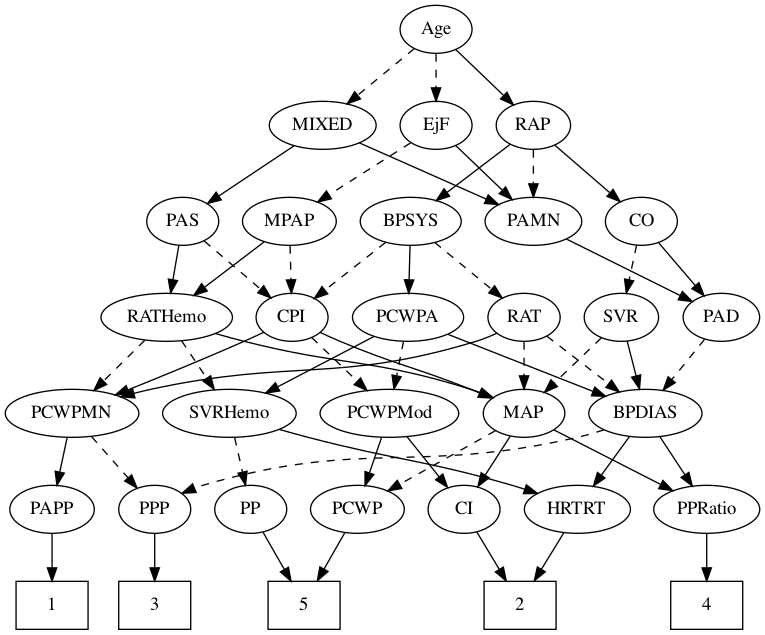 Age
MIXED
EjF
RAP
PAS
MPAP
BPSYS
PAMN
CO
RATHemo
CPI
PCWPA
RAT
SVR
PAD
PCWPMN
SVRHemo
PCWPMod
MAP
BPDIAS
PAPP
PPP
PP
PCWP
CI
HRTRT
PPRatio
1
3
5
2
4